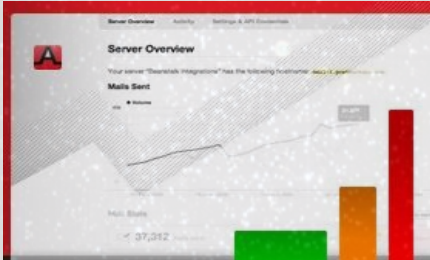 Server Overview Activity Settings & API Credentials
Server Overview
Your server "Beanstalk Integrations" has the following hostname:
Mails Sent
Volume
37,312